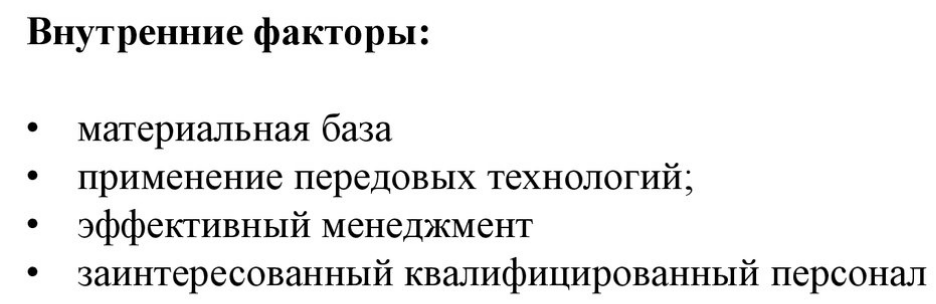 Внутренние факторы:
• материальная база
• применение передовых технологий;
• эффективный менеджмент
• заинтересованный квалифицированный персонал